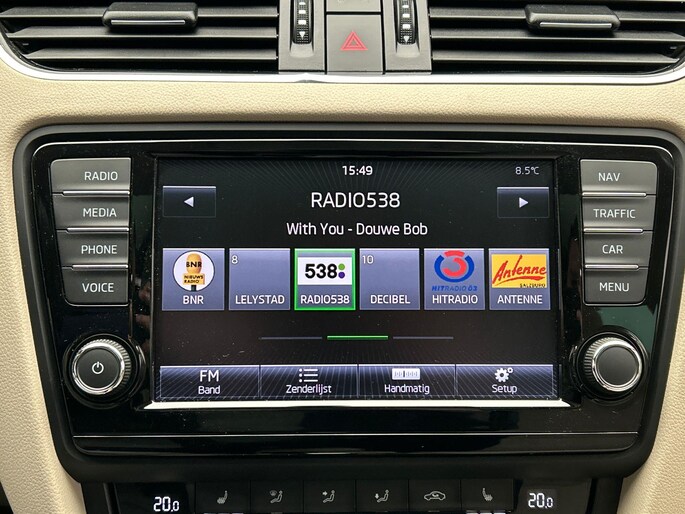 15:49
8.5°C
RADIO
MEDIA
PHONE
VOICE
NAV
TRAFFIC
CAR
MENU
RADIO538
With You - Douwe Bob
BNR
NIEUWS
RADIO
BNR
8
LELYSTAD
538
RADIO538
10
DECIBEL
3
HITRADIO Ö3
HITRADIO
Antenne
SALZBURG
ANTENNE
FM
Band
Zenderlijst
Handmatig
Setup
20.0
20.0